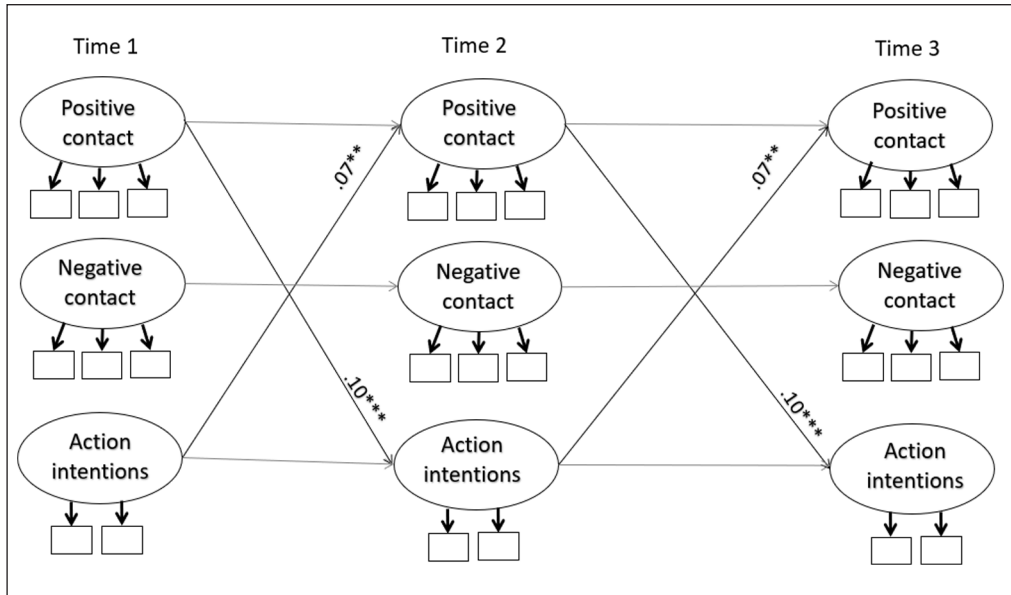 Time 1
Time 2
Time 3
Positive
contact
Positive
contact
Positive
contact
.07**
.07**
Negative
contact
Negative
contact
Negative
contact
.10***
.10***
Action
intentions
Action
intentions
Action
intentions